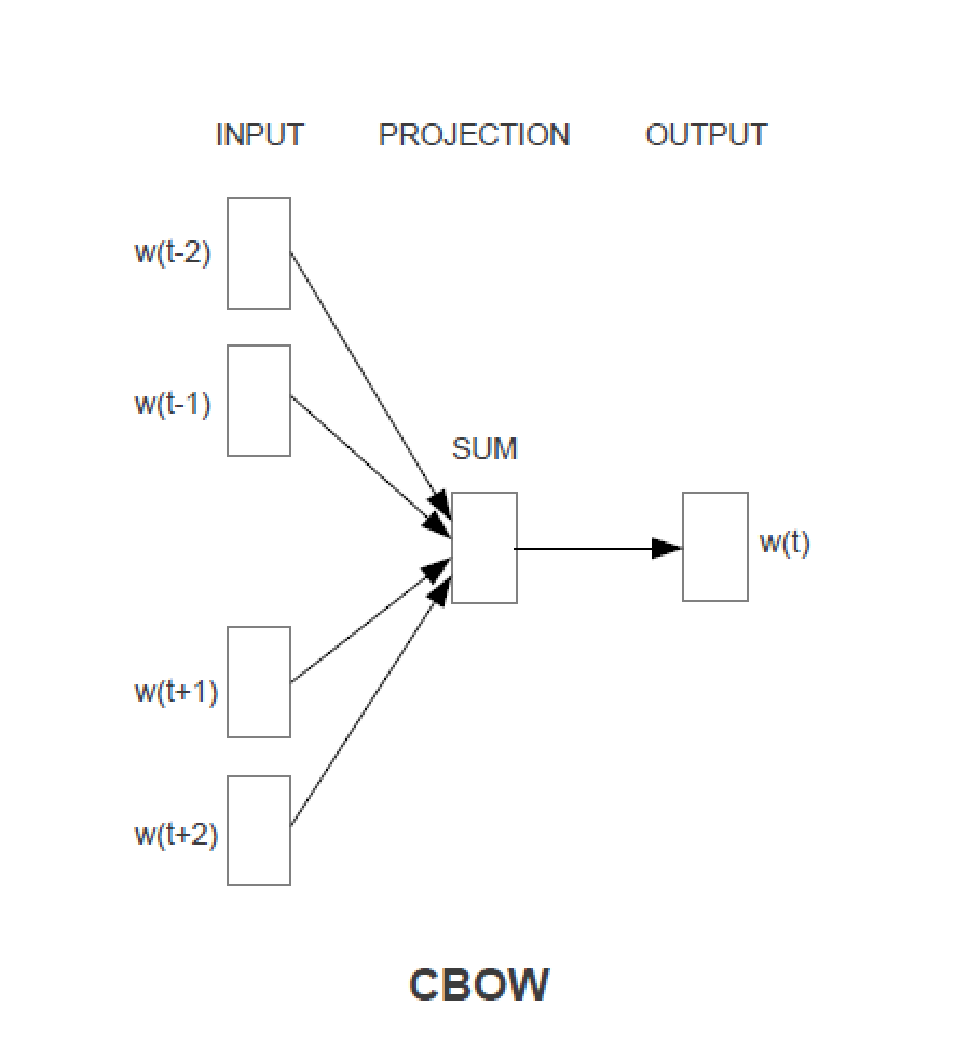 INPUT PROJECTION OUTPUT
w(t-2)
w(t-1)
SUM
w(t)
w(t+1)
w(t+2)
CBOW